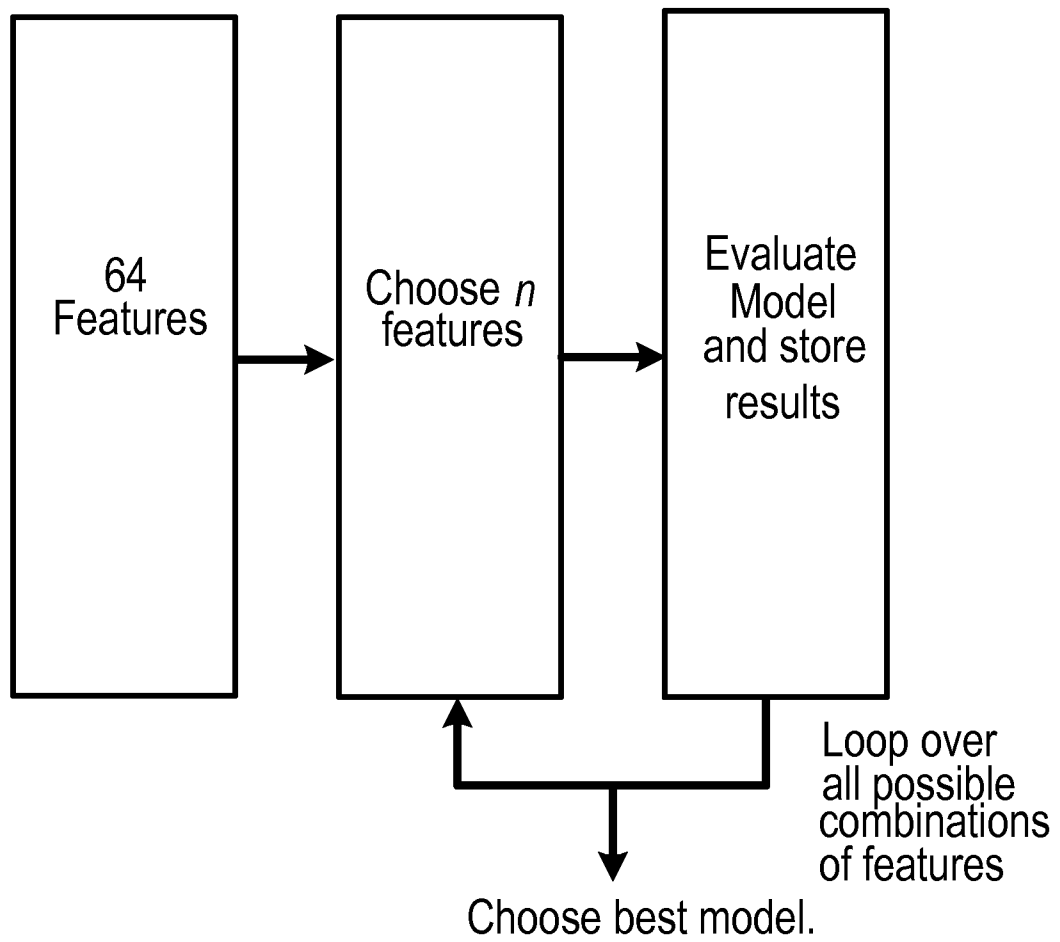 64
Features
Choose n
features
Evaluate
Model
and store
results
Loop over
all possible
combinations
of features
Choose best model.